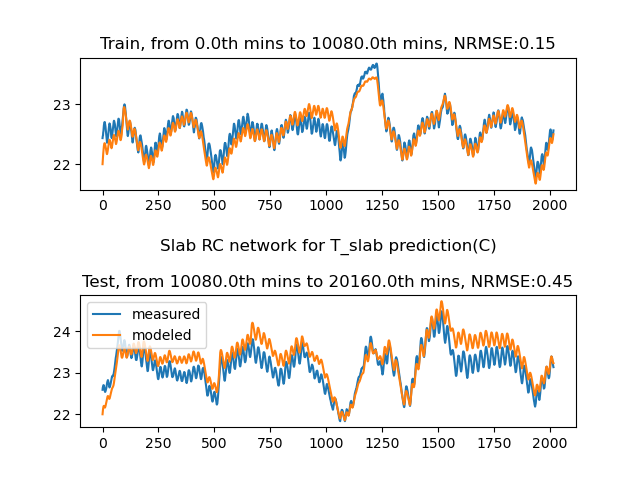 Train, from 0.0th mins to 10080.0th mins, NRMSE:0.15
23
22
0 250 500 750 1000 1250 1500 1750 2000
Slab RC network for T_slab prediction(C)
Test, from 10080.0th mins to 20160.0th mins, NRMSE:0.45
measured
modeled
24
23
22
0 250 500 750 1000 1250 1500 1750 2000